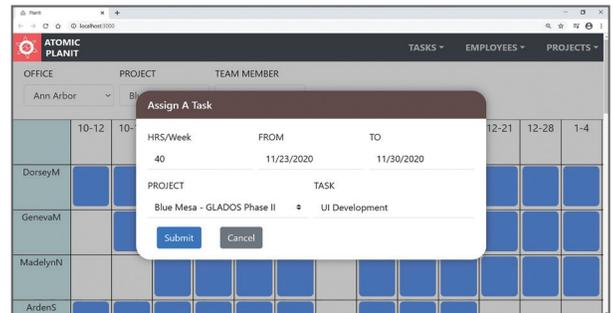 Planit
localhost:3000
ATOMIC
PLANIT
TASKS
EMPLOYEES
PROJECTS
OFFICE
PROJECT
TEAM MEMBER
Ann Arbor
Assign A Task
HRS/Week
FROM
TO
40
11/23/2020
11/30/2020
PROJECT
TASK
Blue Mesa - GLADOS Phase II
UI Development
Submit
Cancel
10-12
10-1
12-21
12-28
1-4
DorseyM
GenevaM
MadelynN
ArdenS